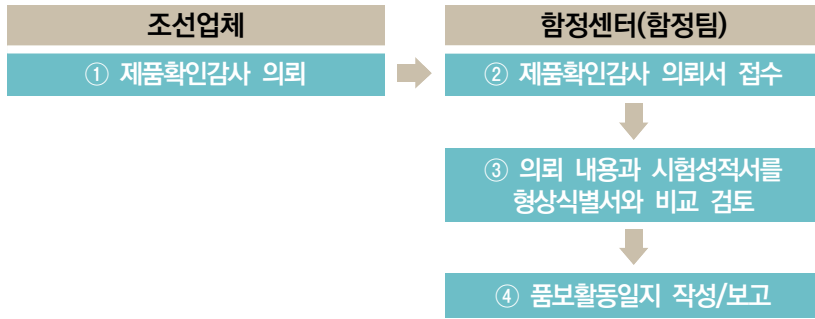 조선업체
함정센터(함정팀)
① 제품확인감사 의뢰
② 제품확인감사 의뢰서 접수
③ 의뢰 내용과 시험성적서를
형상식별서와 비교 검토
④ 품보활동일지 작성/보고